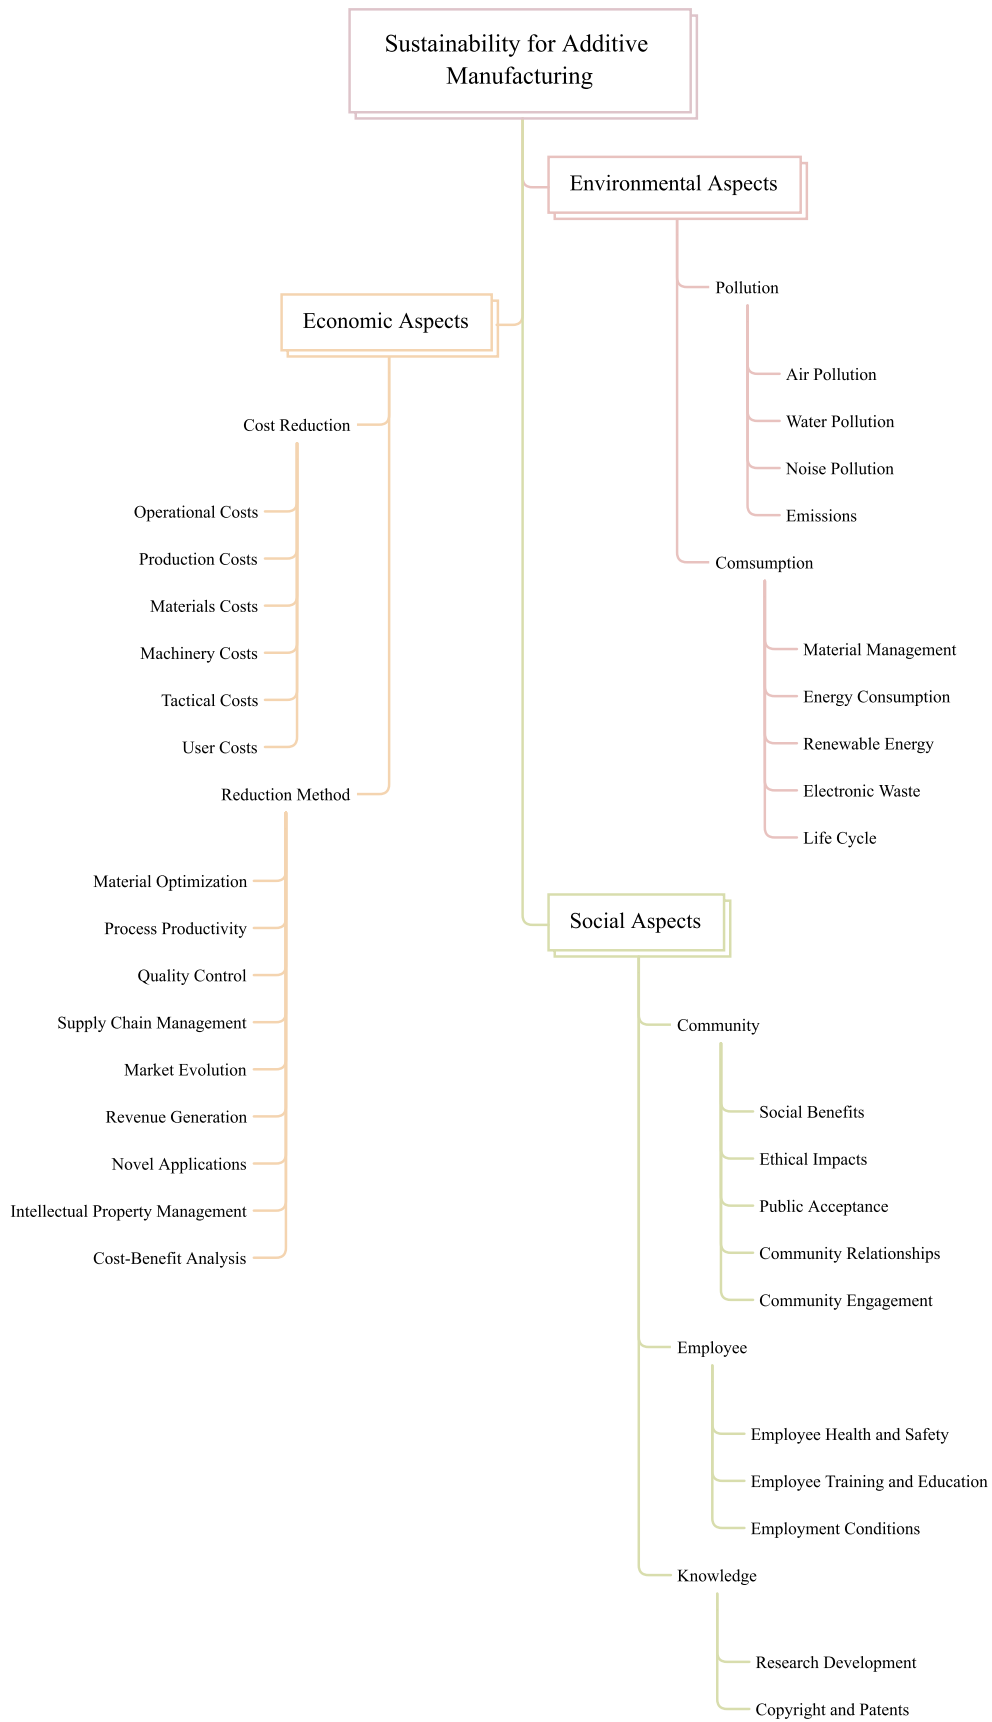 Sustainability for Additive
Manufacturing
Environmental Aspects
Pollution
Air Pollution
Water Pollution
Noise Pollution
Emissions
Comsumption
Material Management
Energy Consumption
Renewable Energy
Electronic Waste
Life Cycle
Economic Aspects
Cost Reduction
Operational Costs
Production Costs
Materials Costs
Machinery Costs
Tactical Costs
User Costs
Reduction Method
Material Optimization
Process Productivity
Quality Control
Supply Chain Management
Market Evolution
Revenue Generation
Novel Applications
Intellectual Property Management
Cost-Benefit Analysis
Social Aspects
Community
Social Benefits
Ethical Impacts
Public Acceptance
Community Relationships
Community Engagement
Employee
Employee Health and Safety
Employee Training and Education
Employment Conditions
Knowledge
Research Development
Copyright and Patents